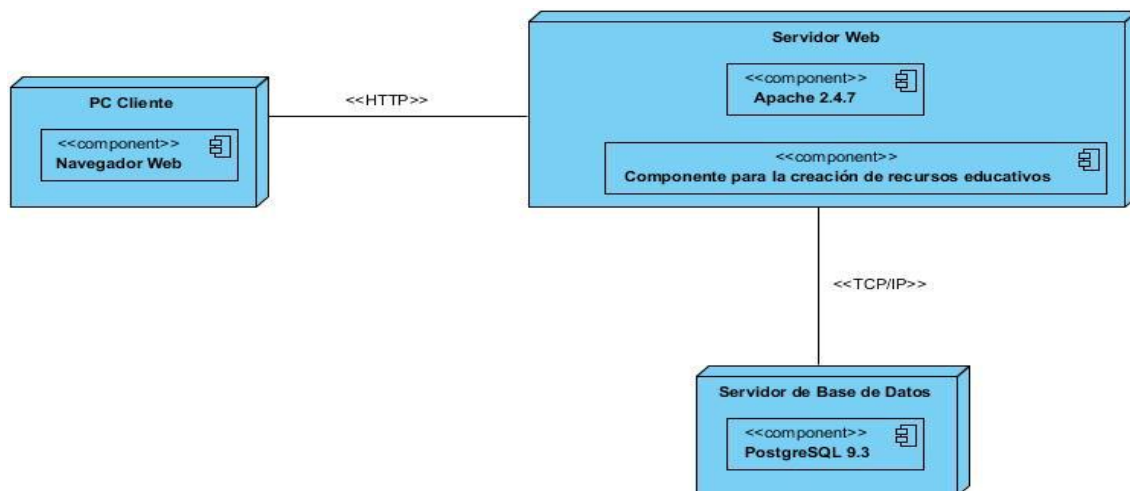 Servidor Web
<<component>>
Apache 2.4.7
<<component>>
Componente para la creación de recursos educativos
PC Cliente
<<component>>
Navegador Web
<<HTTP>>
<<TCP/IP>>
Servidor de Base de Datos
<<component>>
PostgreSQL 9.3